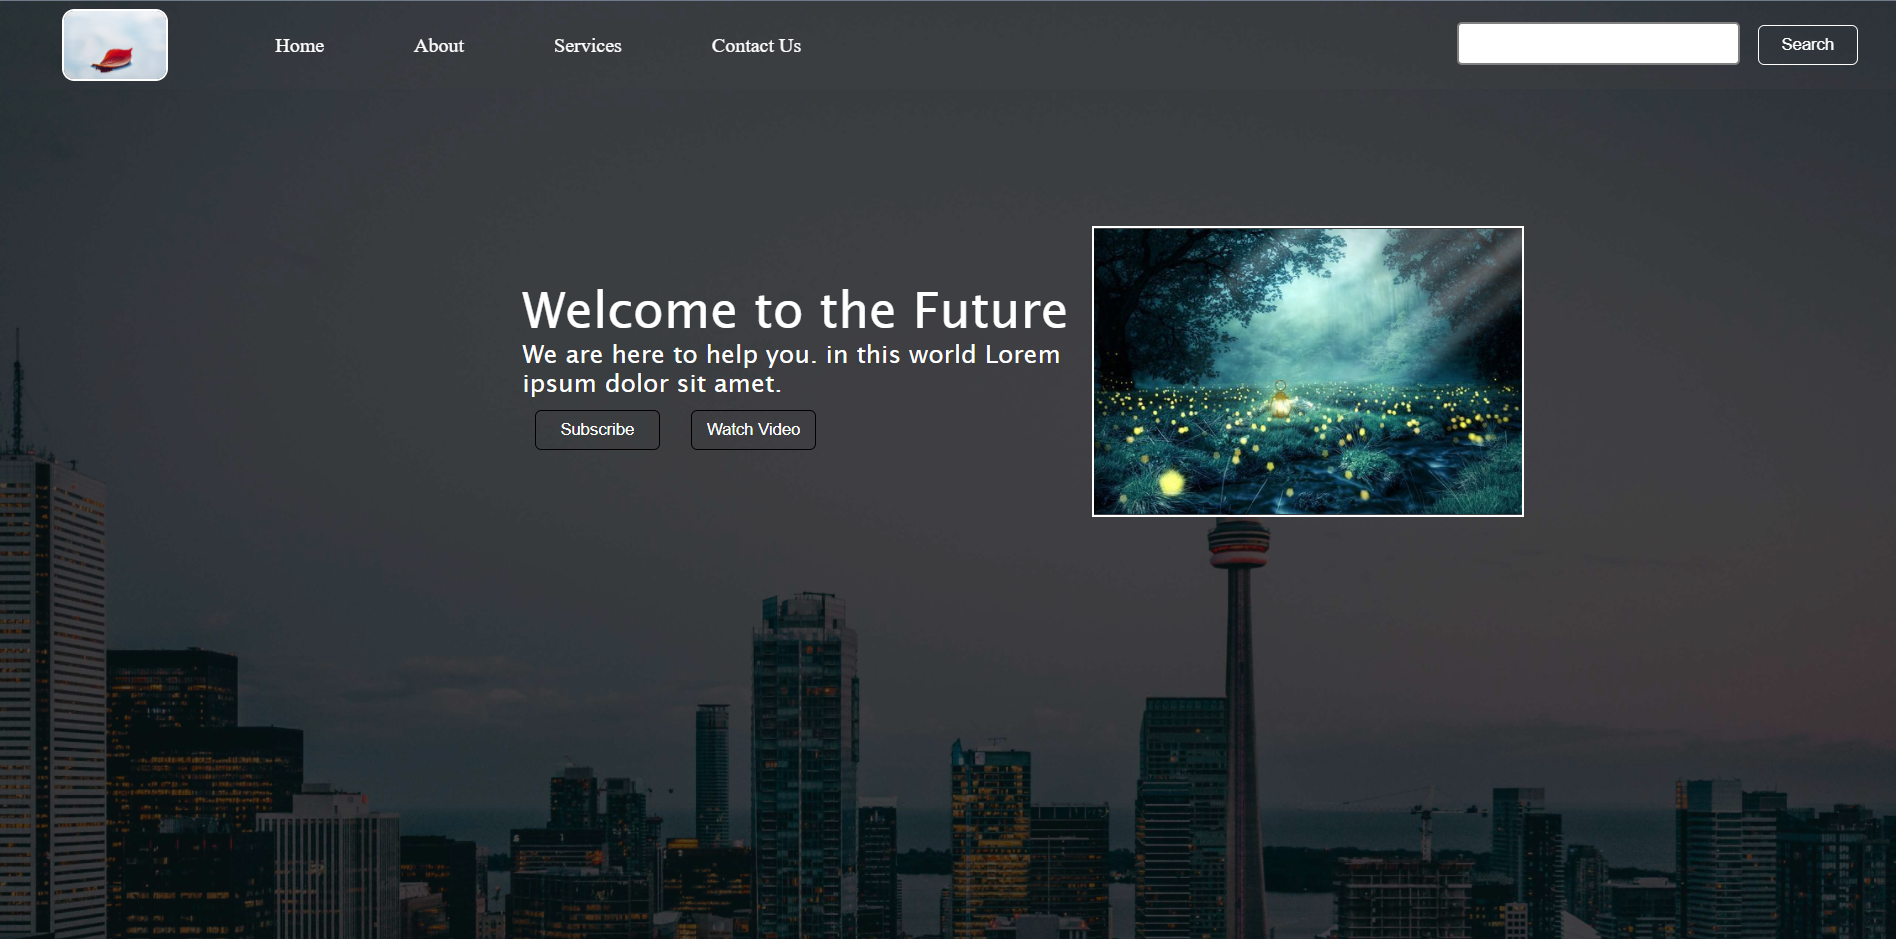 Home About Services Contact Us Search
Welcome to the Future
We are here to help you. in this world Lorem
ipsum dolor sit amet.
Subscribe Watch Video